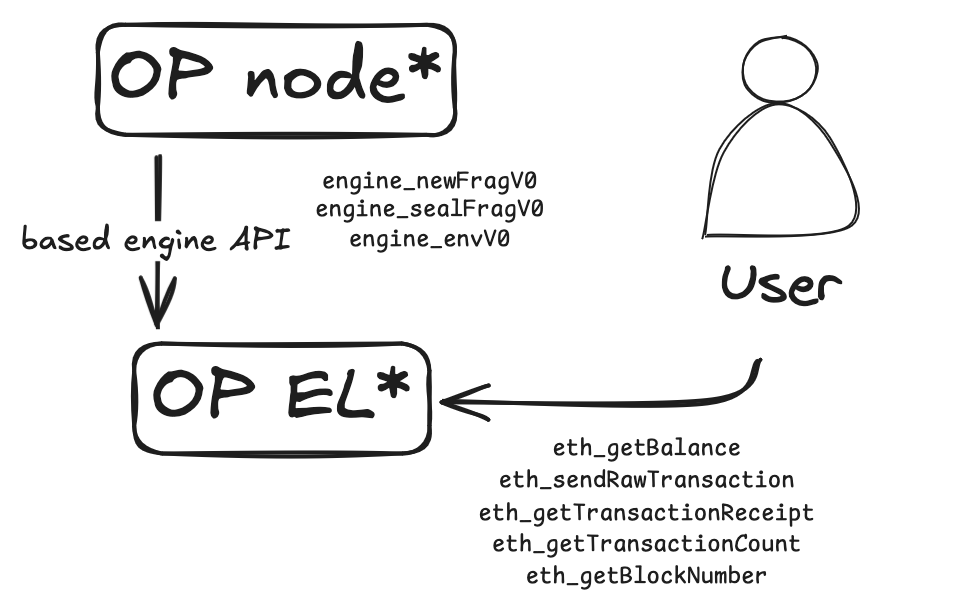 OP node*
engine_newFragV0
engine_sealFragV0
engine_envV0
based engine API
User
OP EL*
eth_getBalance
eth_sendRawTransaction
eth_getTransactionReceipt
eth_getTransactionCount
eth_getBlockNumber